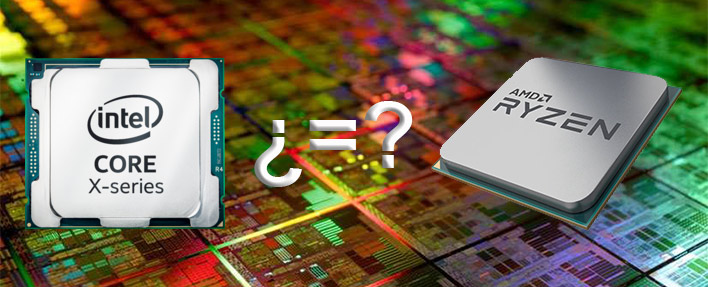 intel
CORE
X-series
¿=?
AMD
RYZEN